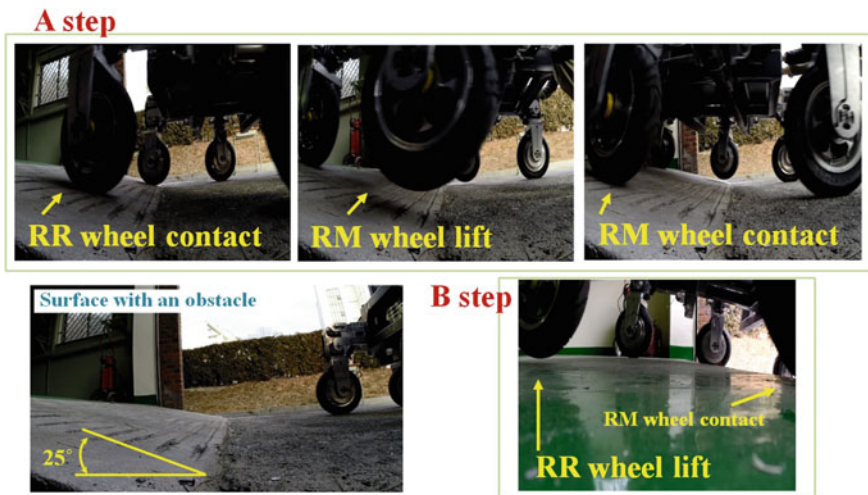 A step
RR wheel contact
RM wheel lift
RM wheel contact
Surface with an obstacle
25°
B step
RM wheel contact
RR wheel lift